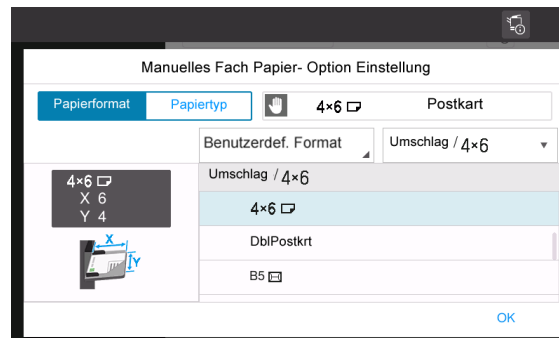 Manuelles Fach Papier- Option Einstellung
Papierformat Papiertyp 4×6 Postkart
Benutzerdef. Format Umschlag / 4×6
Umschlag / 4×6
4×6
X 6
Y 4
4×6
DblPostkrt
X
Y
B5
OK